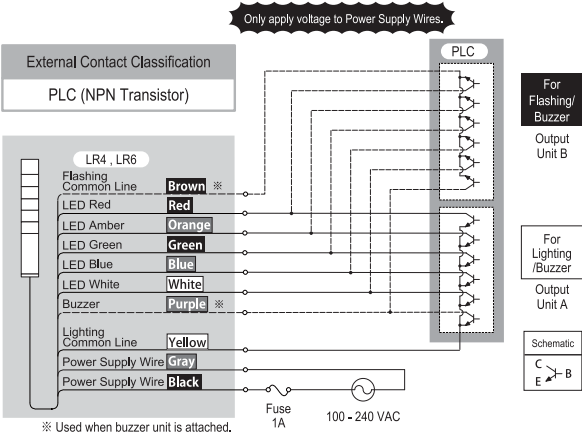 Only apply voltage to Power Supply Wires.
External Contact Classification
PLC (NPN Transistor)
PLC
For
Flashing/
Buzzer
Output
Unit B
LR4 , LR6
Flashing
Common Line Brown ※
LED Red Red
LED Amber Orange
LED Green Green
LED Blue Blue
LED White White
Buzzer Purple ※
Lighting
Common Line Yellow
Power Supply Wire Gray
Power Supply Wire Black
For
Lighting
/Buzzer
Output
Unit A
Schematic
C
B
E
Fuse
1A
100 - 240 VAC
※ Used when buzzer unit is attached.